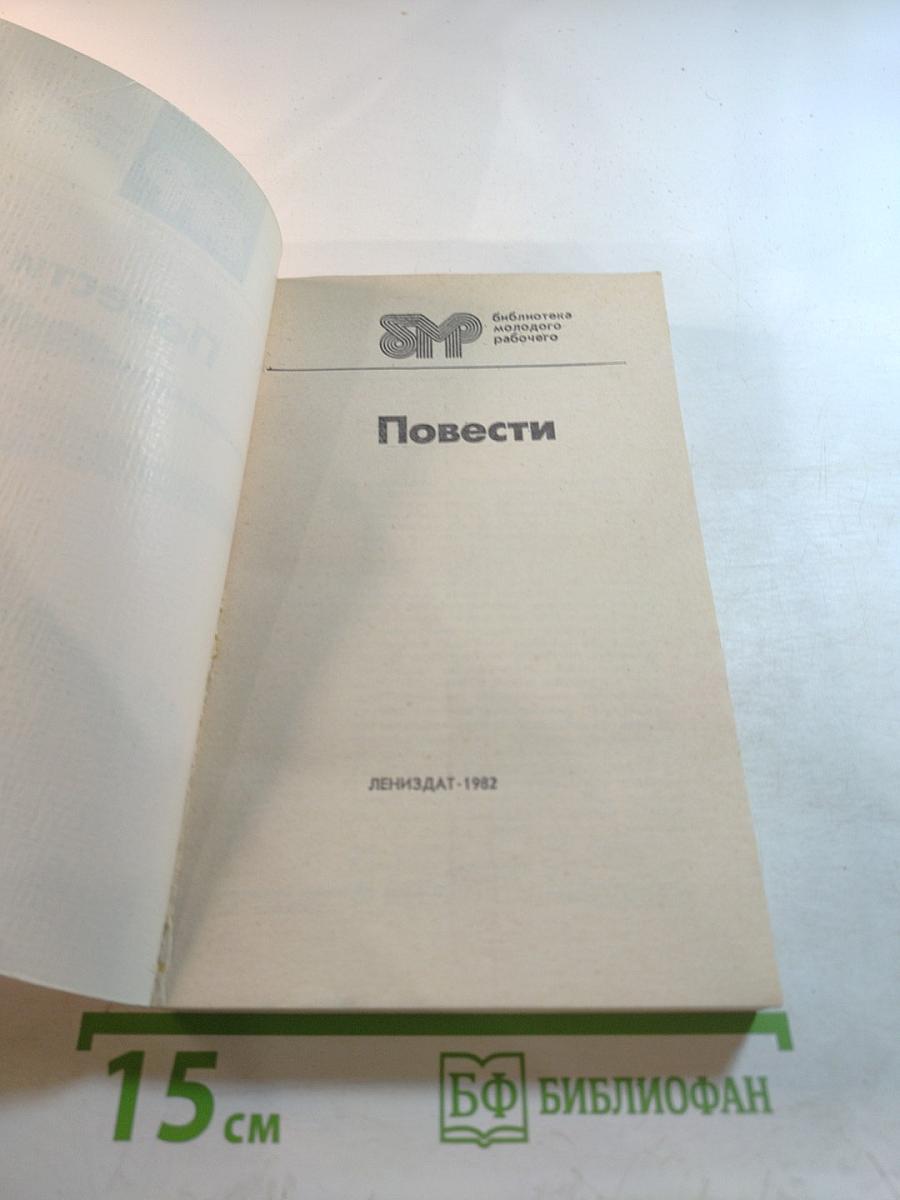 бмр
библиотека
молодого
рабочего
Повести
ЛЕНИЗДАТ·1982
15 см
БФ БИБЛИОФАН